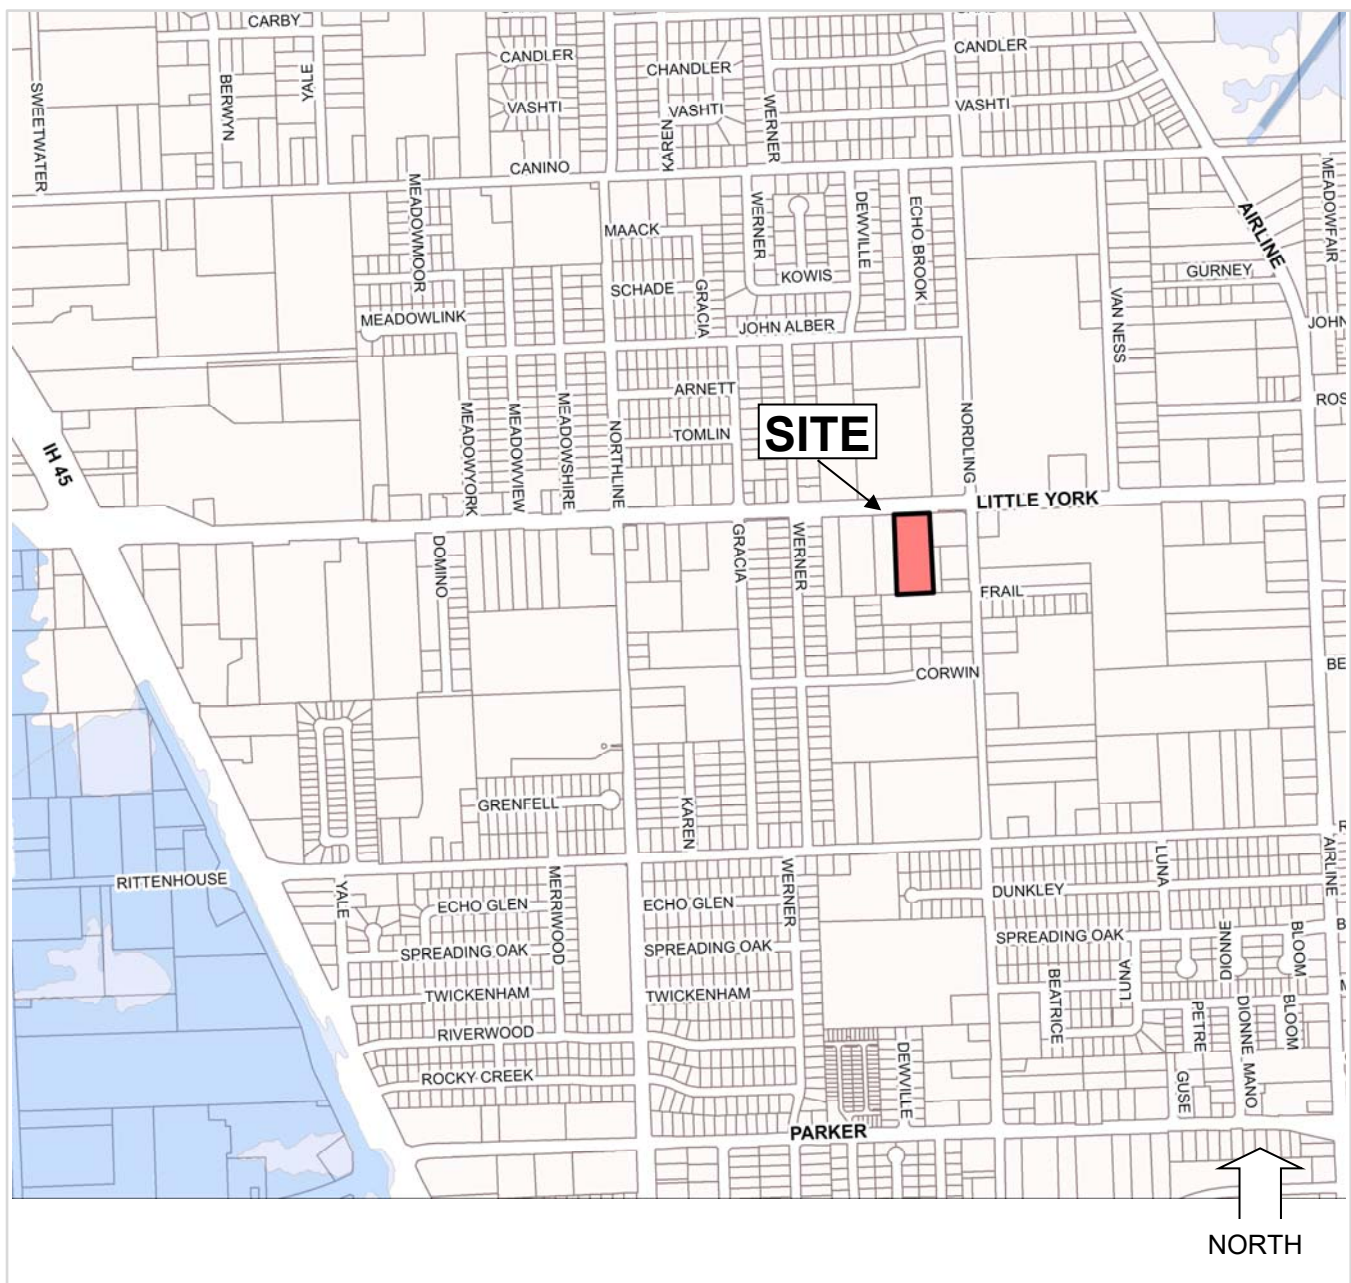 CARBY
CANDLER
CANDLER
CHANDLER
YALE
BERWYN
SWEETWATER
VASHTI
VASHTI
VASHTI
WERNER
KAREN
CANINO
MEADOWMOOR
MEADOWFAIR
WERNER
DEWVILLE
ECHO BROOK
AIRLINE
MAACK
KOWIS
GURNEY
SCHADE
GRACIA
VAN NESS
MEADOWLINK
JOHN ALBER
JOHN
ARNETT
ROS
MEADOWYORK
MEADOWVIEW
MEADOWSHIRE
NORTHLINE
TOMLIN
SITE
NORDLING
IH 45
LITTLE YORK
DOMINO
GRACIA
WERNER
FRAIL
CORWIN
BE
GRENFELL
KAREN
RITTENHOUSE
YALE
MERRIWOOD
WERNER
LUNA
AIRLINE
DUNKLEY
ECHO GLEN
ECHO GLEN
SPREADING OAK
SPREADING OAK
SPREADING OAK
DIONNE
BLOOM
TWICKENHAM
TWICKENHAM
BEATRICE
LUNA
PETRE
DIONNE
BLOOM
RIVERWOOD
ROCKY CREEK
DEWVILLE
GUSE
MANO
PARKER
NORTH